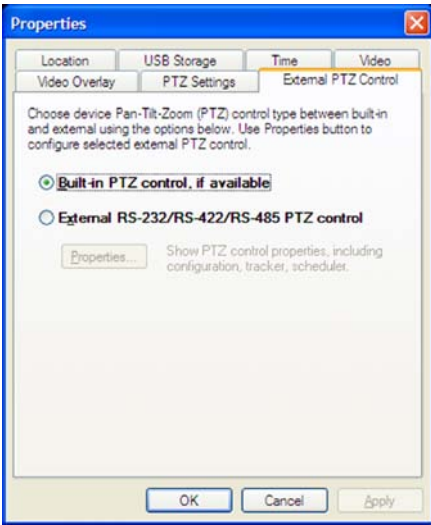 Properties
Location USB Storage Time Video
Video Overlay PTZ Settings External PTZ Control
Choose device Pan-Tilt-Zoom (PTZ) control type between built-in
and external using the options below. Use Properties button to
configure selected external PTZ control.
Built-in PTZ control, if available
External RS-232/RS-422/RS-485 PTZ control
Properties... Show PTZ control properties, including
configuration, tracker, scheduler.
OK Cancel Apply